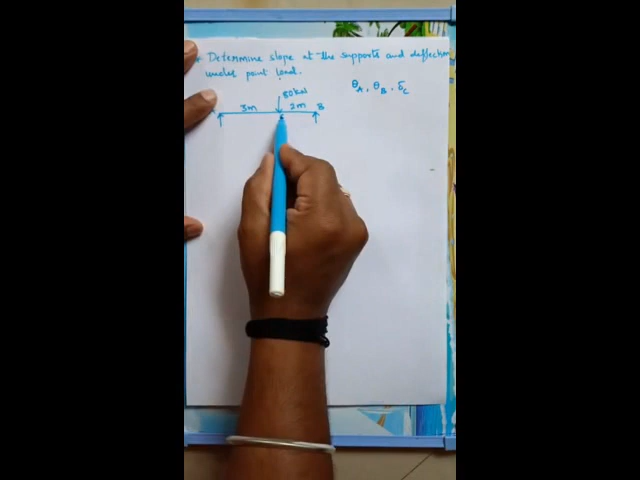 Determine slope at the supports and deflection
under point load.
θA, θB, δC
80kN
3m 2m B